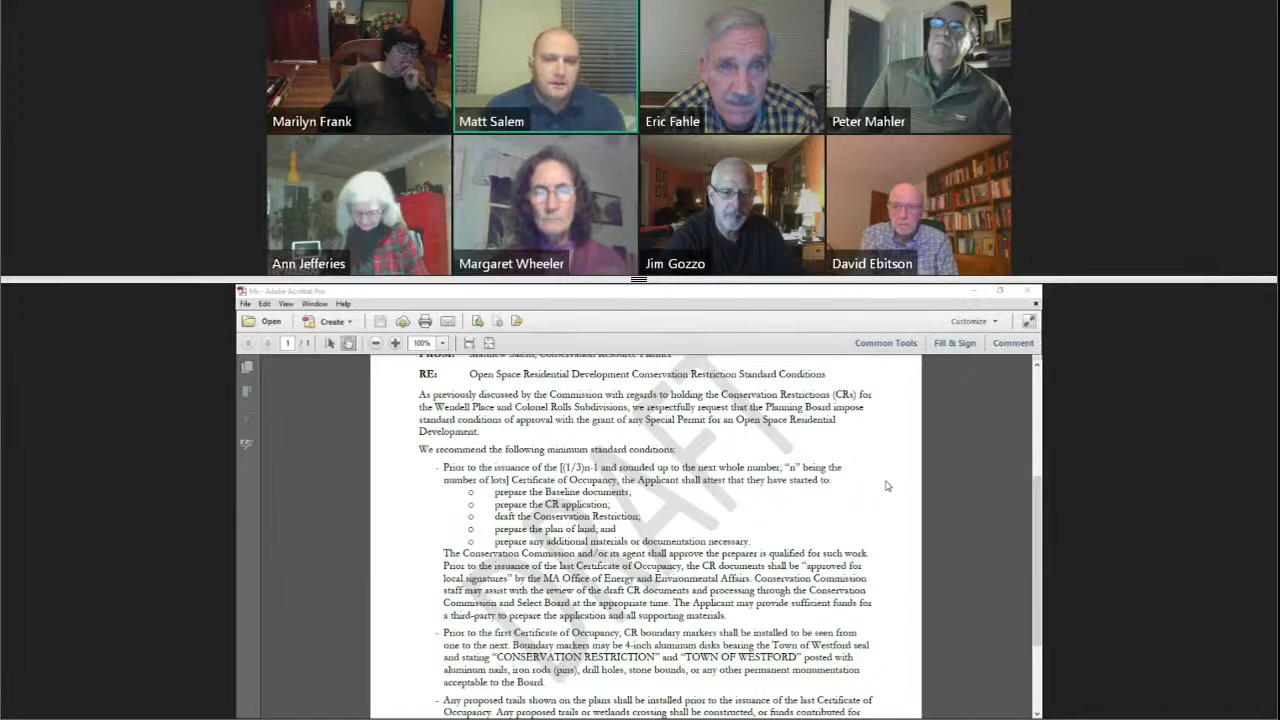 Marilyn Frank
Matt Salem
Eric Fahle
Peter Mahler
Ann Jefferies
Margaret Wheeler
Jim Gozzo
David Ebitson
Adobe Acrobat Pro
File Edit View Window Help
Open Create Customize
1 / 1 100% Common Tools Fill & Sign Comment
FROM: Matthew Salem, Conservation Resource Planner
RE: Open Space Residential Development Conservation Restriction Standard Conditions
As previously discussed by the Commission with regards to holding the Conservation Restrictions (CRs) for
the Wendell Place and Colonel Rolls Subdivisions, we respectfully request that the Planning Board impose
standard conditions of approval with the grant of any Special Permit for an Open Space Residential
Development.
We recommend the following minimum standard conditions:
- Prior to the issuance of the [(1/3)n-1 and rounded up to the next whole number; "n" being the
number of lots] Certificate of Occupancy, the Applicant shall attest that they have started to:
o prepare the Baseline documents;
o prepare the CR application;
o draft the Conservation Restriction;
o prepare the plan of land; and
o prepare any additional materials or documentation necessary.
The Conservation Commission and/or its agent shall approve the preparer is qualified for such work.
Prior to the issuance of the last Certificate of Occupancy, the CR documents shall be "approved for
local signatures" by the MA Office of Energy and Environmental Affairs. Conservation Commission
staff may assist with the review of the draft CR documents and processing through the Conservation
Commission and Select Board at the appropriate time. The Applicant may provide sufficient funds for
a third-party to prepare the application and all supporting materials.
- Prior to the first Certificate of Occupancy, CR boundary markers shall be installed to be seen from
one to the next. Boundary markers may be 4-inch aluminum disks bearing the Town of Westford seal
and stating "CONSERVATION RESTRICTION" and "TOWN OF WESTFORD" posted with
aluminum nails, iron rods (pins), drill holes, stone bounds, or any other permanent monumentation
acceptable to the Board.
- Any proposed trails shown on the plans shall be installed prior to the issuance of the last Certificate of
Occupancy. Any proposed trails or wetlands crossing shall be constructed, or funds contributed for
DRAFT